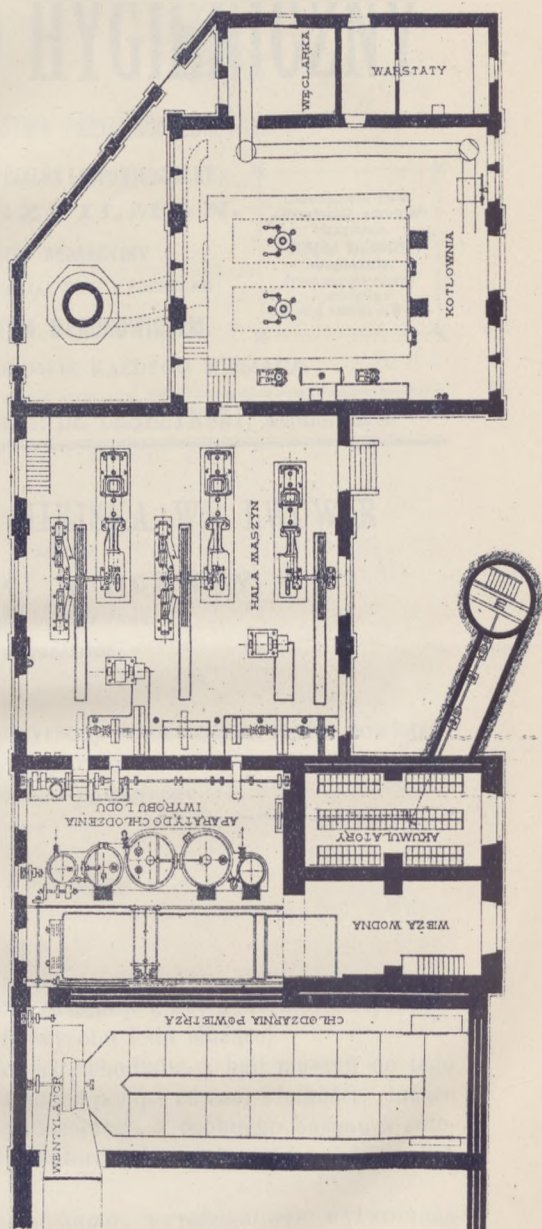 WĘGLARKA
WARSTATY
KOTŁOWNIA
HALA MASZYN
APARATY DO CHŁODZENIA
I WYROBU LODU
AKUMULATORY
WIEŻA WODNA
CHŁODZARNIA POWIETRZA
WENTYLATOR